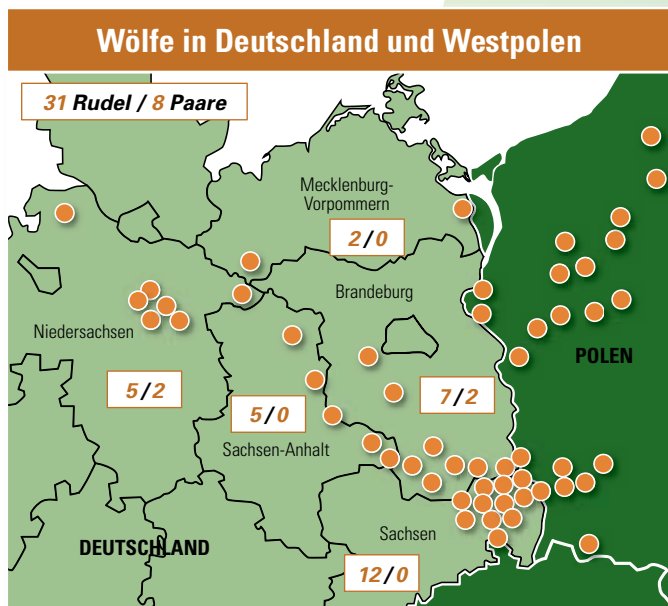 Wölfe in Deutschland und Westpolen
31 Rudel / 8 Paare
Mecklenburg-
Vorpommern
2/0
Brandeburg
Niedersachsen
POLEN
5/2
5/0
7/2
Sachsen-Anhalt
Sachsen
DEUTSCHLAND
12/0